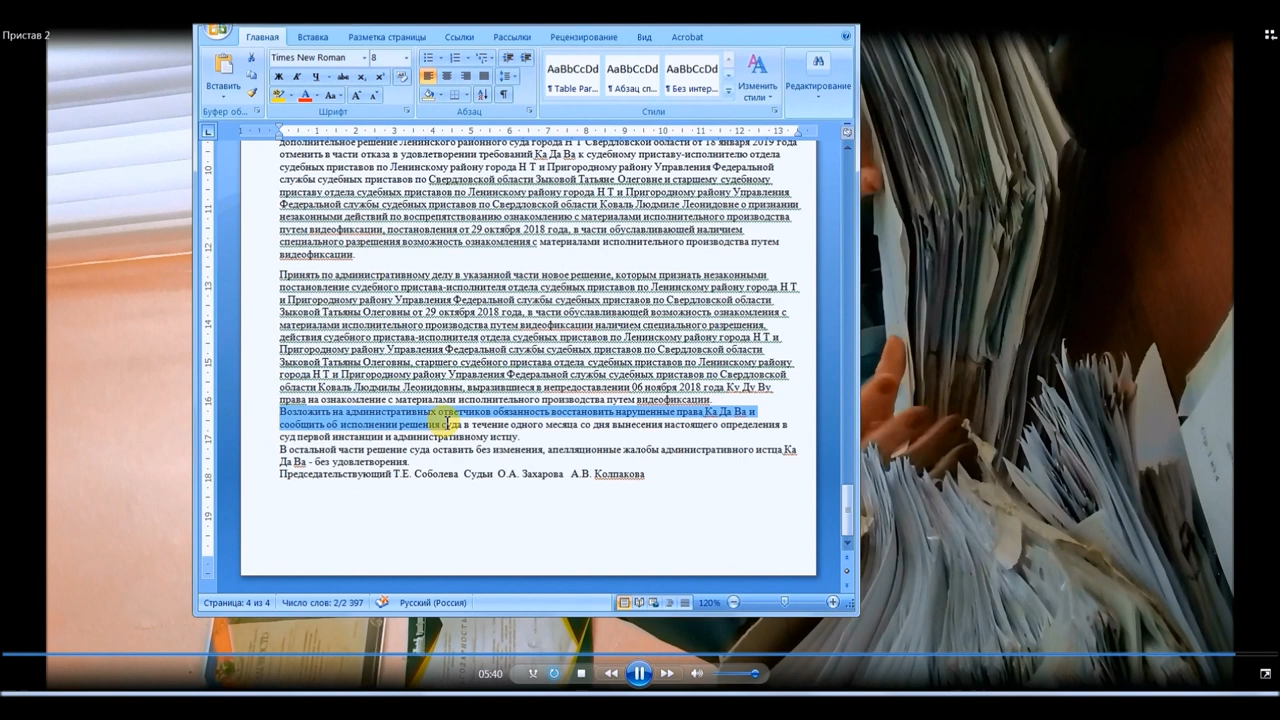 Пристав 2
Главная Вставка Разметка страницы Ссылки Рассылки Рецензирование Вид Acrobat
Times New Roman 8
Вставить
AaBbCcDd AaBbCcDd AaBbCcDd
¶ Table Par... ¶ Абзац сп... ¶ Без интер...
Изменить стили
Редактирование
Буфер об... Шрифт Абзац Стили
1 1 2 3 4 5 6 7 8 9 10 11 12 13
дополнительное решение Ленинского районного суда города Н Т Свердловской области от 18 января 2019 года
отменить в части отказа в удовлетворении требований Ка Да Ва к судебному приставу-исполнителю отдела
судебных приставов по Ленинскому району города Н Т и Пригородному району Управления Федеральной
службы судебных приставов по Свердловской области Зыковой Татьяне Олеговне и старшему судебному
приставу отдела судебных приставов по Ленинскому району города Н Т и Пригородному району Управления
Федеральной службы судебных приставов по Свердловской области Коваль Людмиле Леонидовне о признании
незаконными действий по воспрепятствованию ознакомлению с материалами исполнительного производства
путем видеофиксации, постановления от 29 октября 2018 года, в части обуславливающей наличием
специального разрешения возможность ознакомления с материалами исполнительного производства путем
видеофиксации.
Принять по административному делу в указанной части новое решение, которым признать незаконными
постановление судебного пристава-исполнителя отдела судебных приставов по Ленинскому району города Н Т
и Пригородному району Управления Федеральной службы судебных приставов по Свердловской области
Зыковой Татьяны Олеговны от 29 октября 2018 года, в части обуславливающей возможность ознакомления с
материалами исполнительного производства путем видеофиксации наличием специального разрешения,
действия судебного пристава-исполнителя отдела судебных приставов по Ленинскому району города Н Т и
Пригородному району Управления Федеральной службы судебных приставов по Свердловской области
Зыковой Татьяны Олеговны, старшего судебного пристава отдела судебных приставов по Ленинскому району
города Н Т и Пригородному району Управления Федеральной службы судебных приставов по Свердловской
области Коваль Людмилы Леонидовны, выразившиеся в непредоставлении 06 ноября 2018 года Ку Ду Ву
права на ознакомление с материалами исполнительного производства путем видеофиксации.
Возложить на административных ответчиков обязанность восстановить нарушенные права Ка Да Ва и
сообщить об исполнении решения суда в течение одного месяца со дня вынесения настоящего определения в
суд первой инстанции и административному истцу.
В остальной части решение суда оставить без изменения, апелляционные жалобы административного истца Ка
Да Ва - без удовлетворения.
Председательствующий Т.Е. Соболева Судьи О.А. Захарова А.В. Колпакова
Страница: 4 из 4 Число слов: 2/2 397 Русский (Россия) 120%
05:40